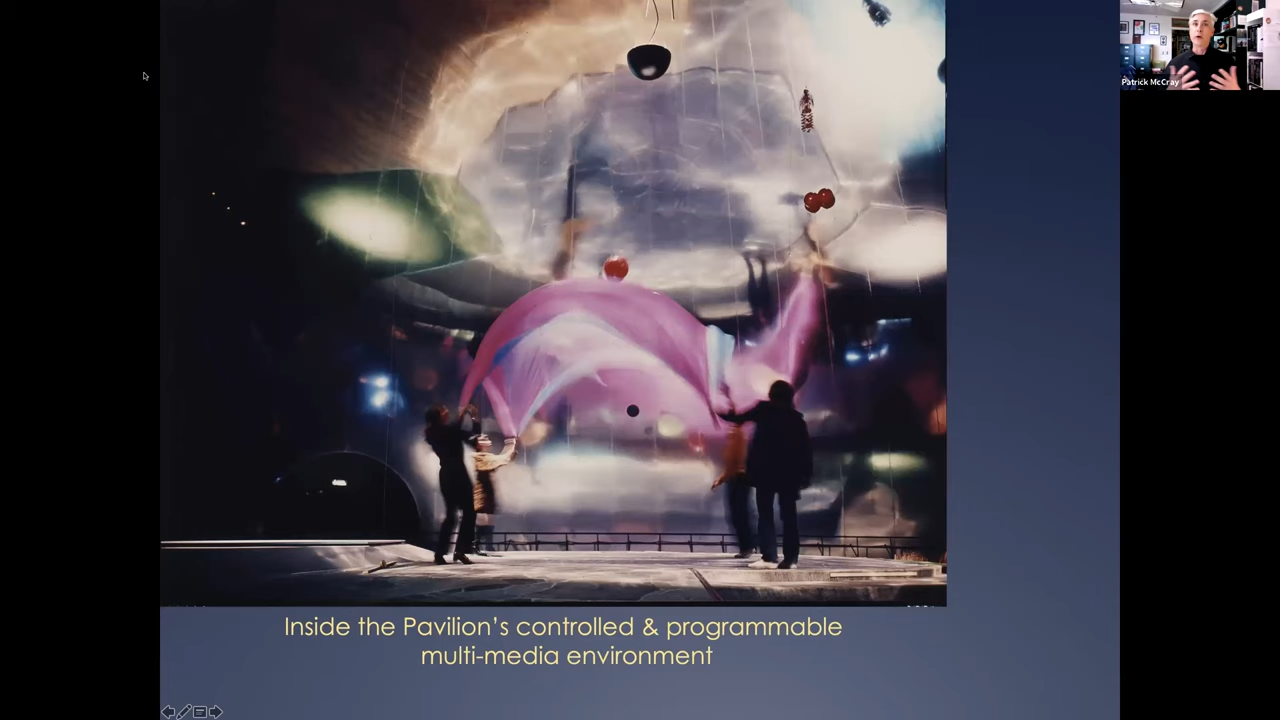 Patrick McCray
Inside the Pavilion's controlled & programmable
multi-media environment